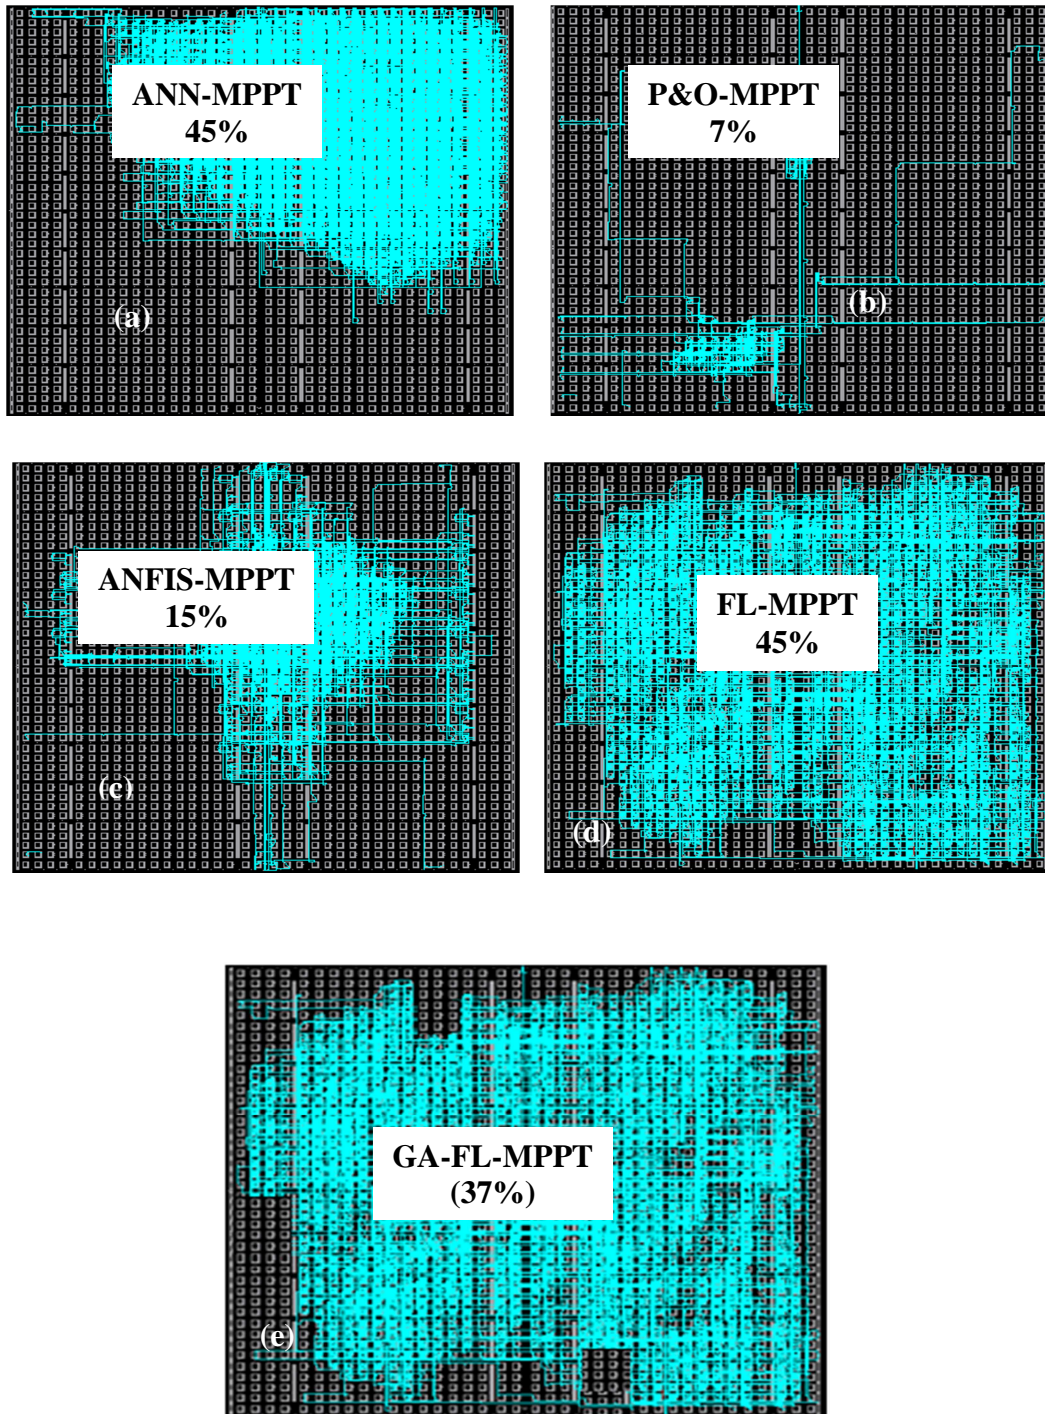 ANN-MPPT
45%
(a)
P&O-MPPT
7%
(b)
ANFIS-MPPT
15%
(c)
FL-MPPT
45%
(d)
GA-FL-MPPT
(37%)
(e)